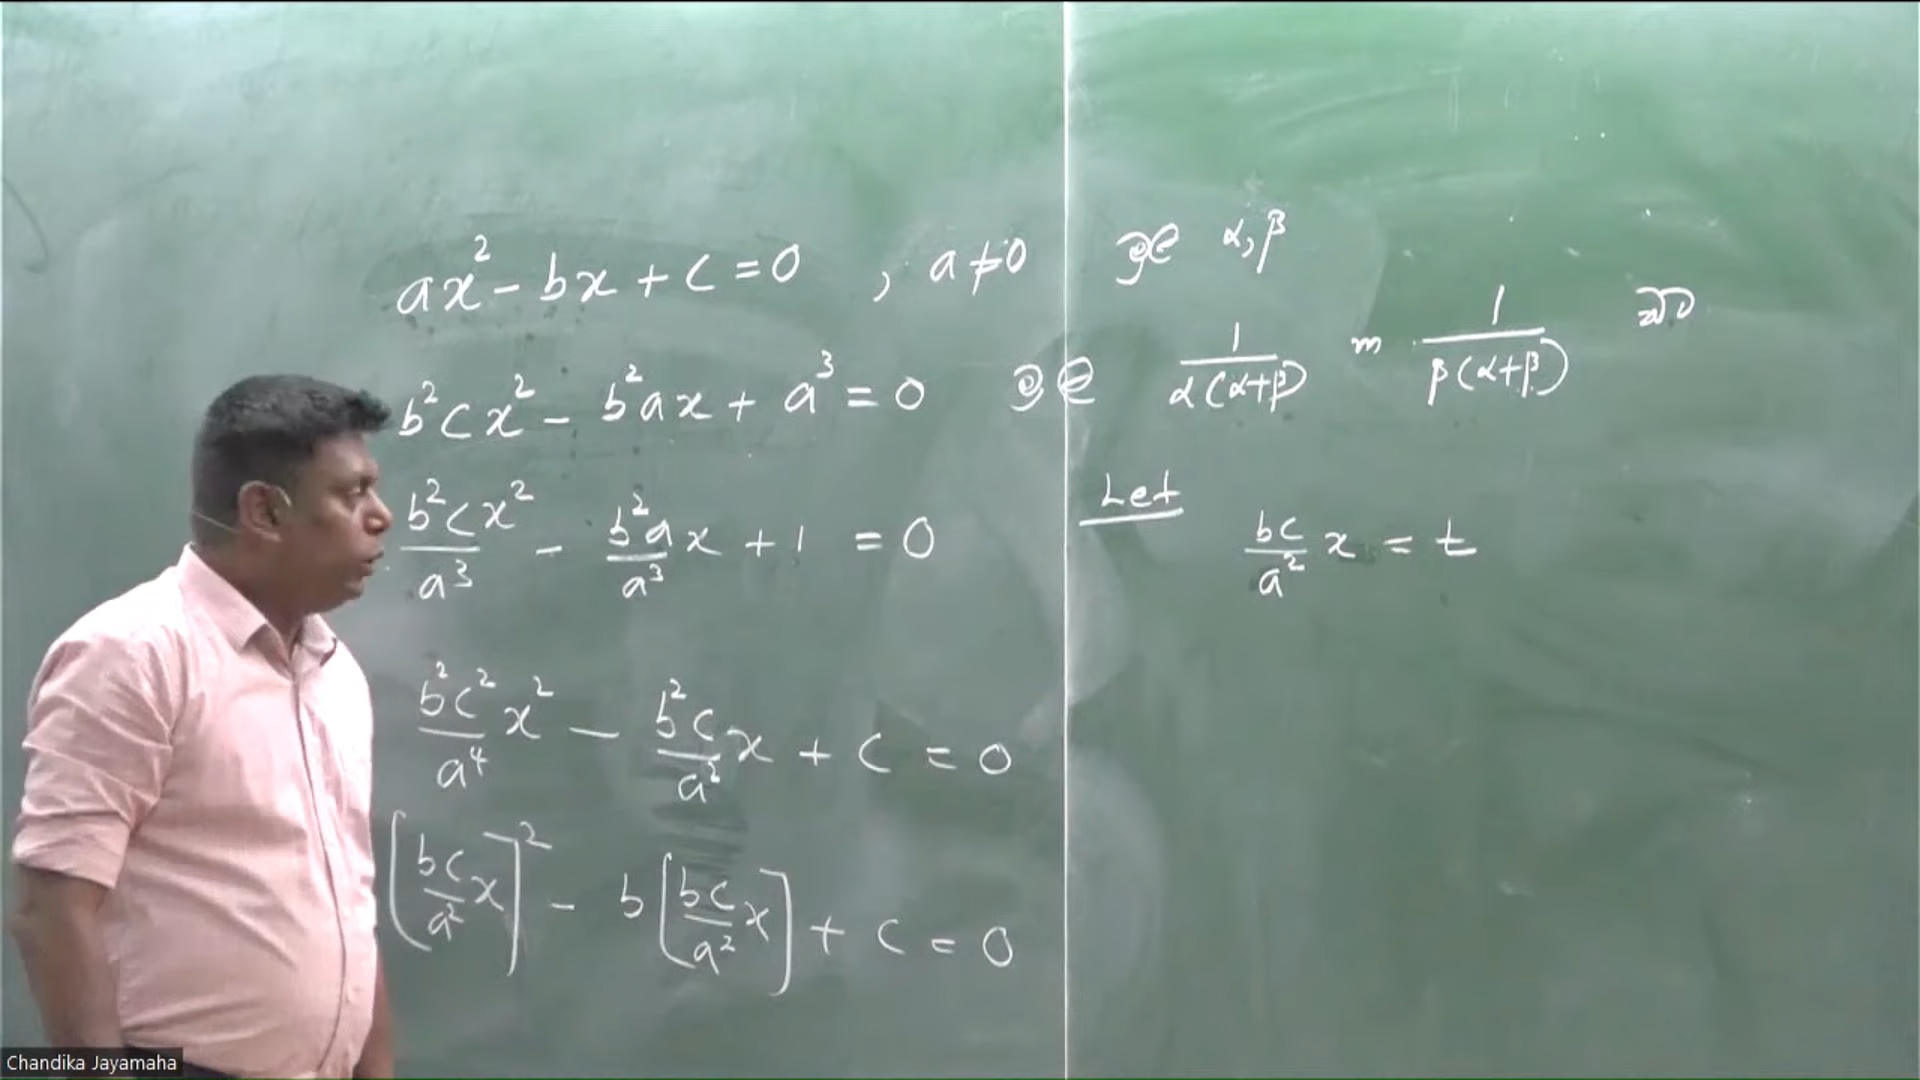 ax² - bx + c = 0 , a ≠ 0 මූල α, β
b²cx² - b²ax + a³ = 0 මූල 1/α(α+β) m 1/β(α+β)
b²cx²/a³ - b²a/a³ x + 1 = 0
Let bc/a² x = t
b²c²/a⁴ x² - b²c/a² x + c = 0
[bc/a² x]² - b[bc/a² x] + c = 0
Chandika Jayamaha